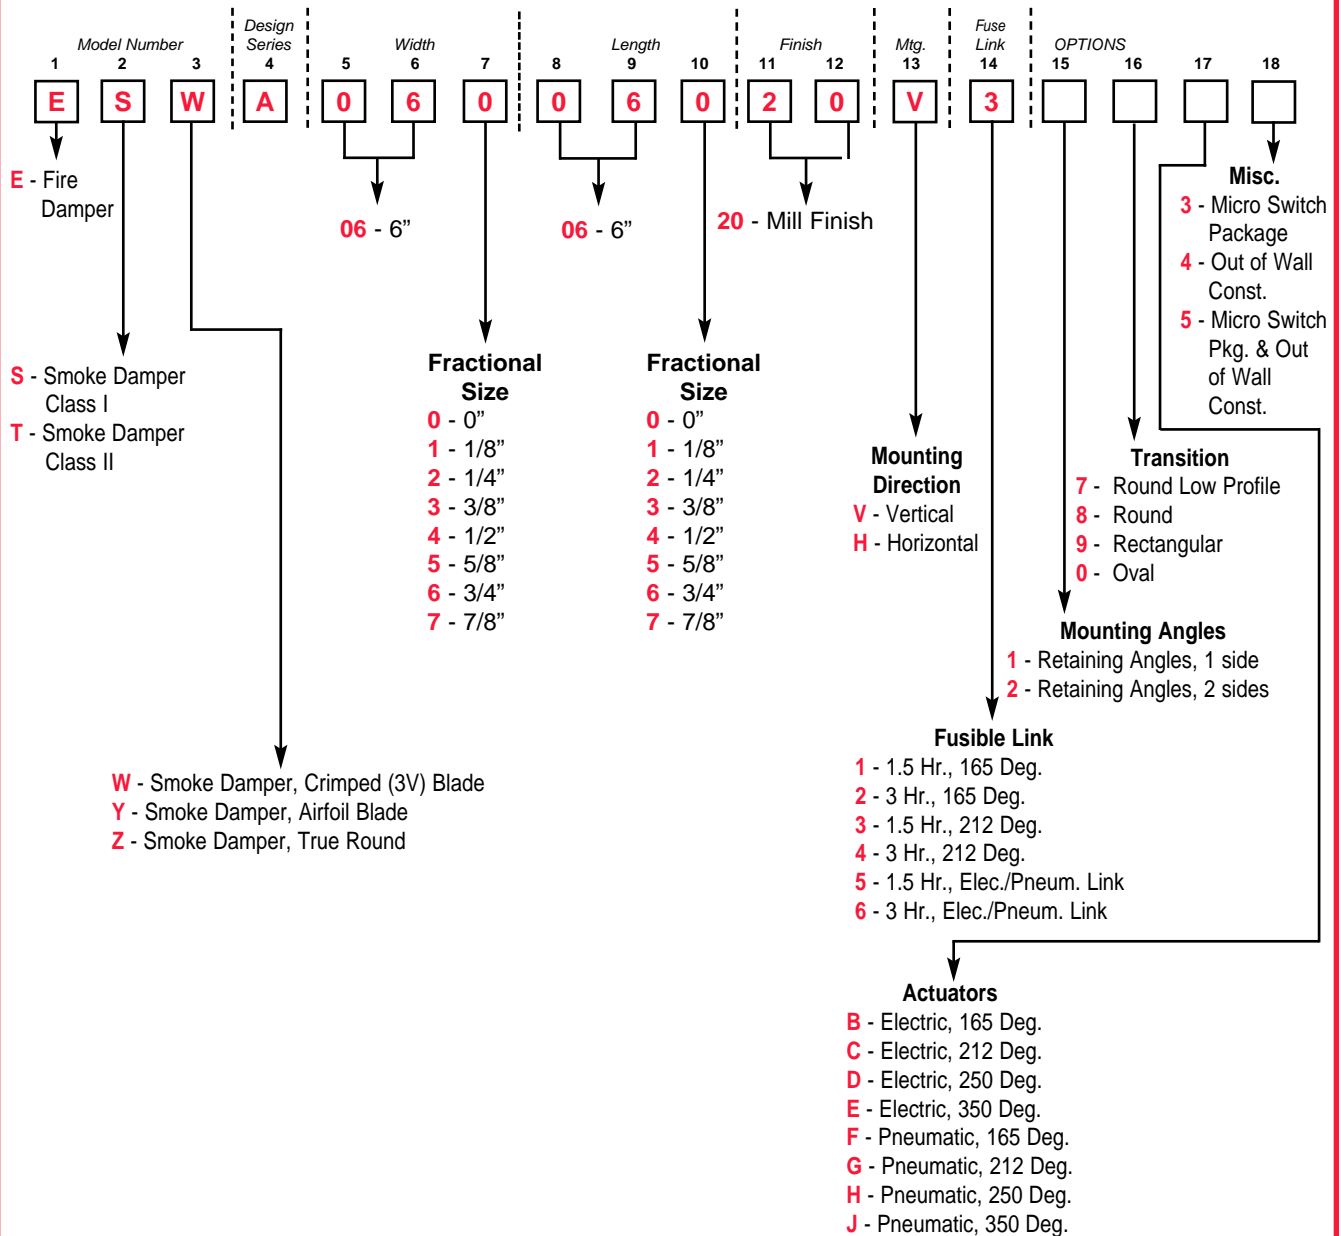 Model Number
Design
Series
Width
Length
Finish
Mtg.
Fuse
Link
OPTIONS
1 2 3 4 5 6 7 8 9 10 11 12 13 14 15 16 17 18
E S W A 0 6 0 0 6 0 2 0 V 3
E - Fire
Damper
06 - 6”
06 - 6”
20 - Mill Finish
Misc.
3 - Micro Switch
Package
4 - Out of Wall
Const.
5 - Micro Switch
Pkg. & Out
of Wall
Const.
S - Smoke Damper
Class I
T - Smoke Damper
Class II
Fractional
Size
0 - 0”
1 - 1/8”
2 - 1/4”
3 - 3/8”
4 - 1/2”
5 - 5/8”
6 - 3/4”
7 - 7/8”
Fractional
Size
0 - 0”
1 - 1/8”
2 - 1/4”
3 - 3/8”
4 - 1/2”
5 - 5/8”
6 - 3/4”
7 - 7/8”
Mounting
Direction
V - Vertical
H - Horizontal
Transition
7 - Round Low Profile
8 - Round
9 - Rectangular
0 - Oval
Mounting Angles
1 - Retaining Angles, 1 side
2 - Retaining Angles, 2 sides
W - Smoke Damper, Crimped (3V) Blade
Y - Smoke Damper, Airfoil Blade
Z - Smoke Damper, True Round
Fusible Link
1 - 1.5 Hr., 165 Deg.
2 - 3 Hr., 165 Deg.
3 - 1.5 Hr., 212 Deg.
4 - 3 Hr., 212 Deg.
5 - 1.5 Hr., Elec./Pneum. Link
6 - 3 Hr., Elec./Pneum. Link
Actuators
B - Electric, 165 Deg.
C - Electric, 212 Deg.
D - Electric, 250 Deg.
E - Electric, 350 Deg.
F - Pneumatic, 165 Deg.
G - Pneumatic, 212 Deg.
H - Pneumatic, 250 Deg.
J - Pneumatic, 350 Deg.